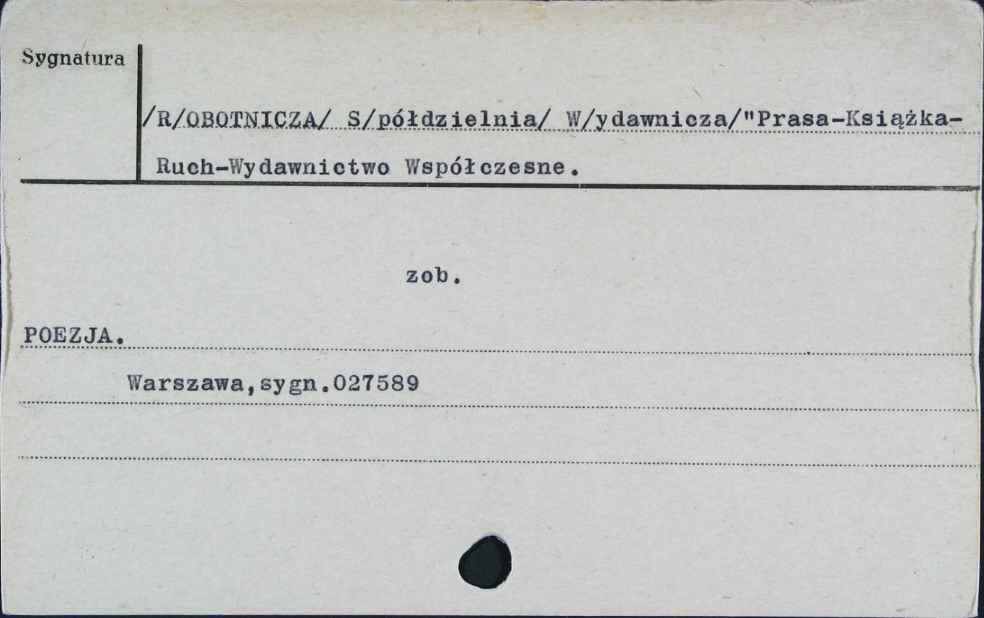 Sygnatura
/R/OBOTNICZA/ S/półdzielnia/ W/ydawnicza/"Prasa-Książka-
Ruch-Wydawnictwo Współczesne.
zob.
POEZJA.
Warszawa,sygn.027589